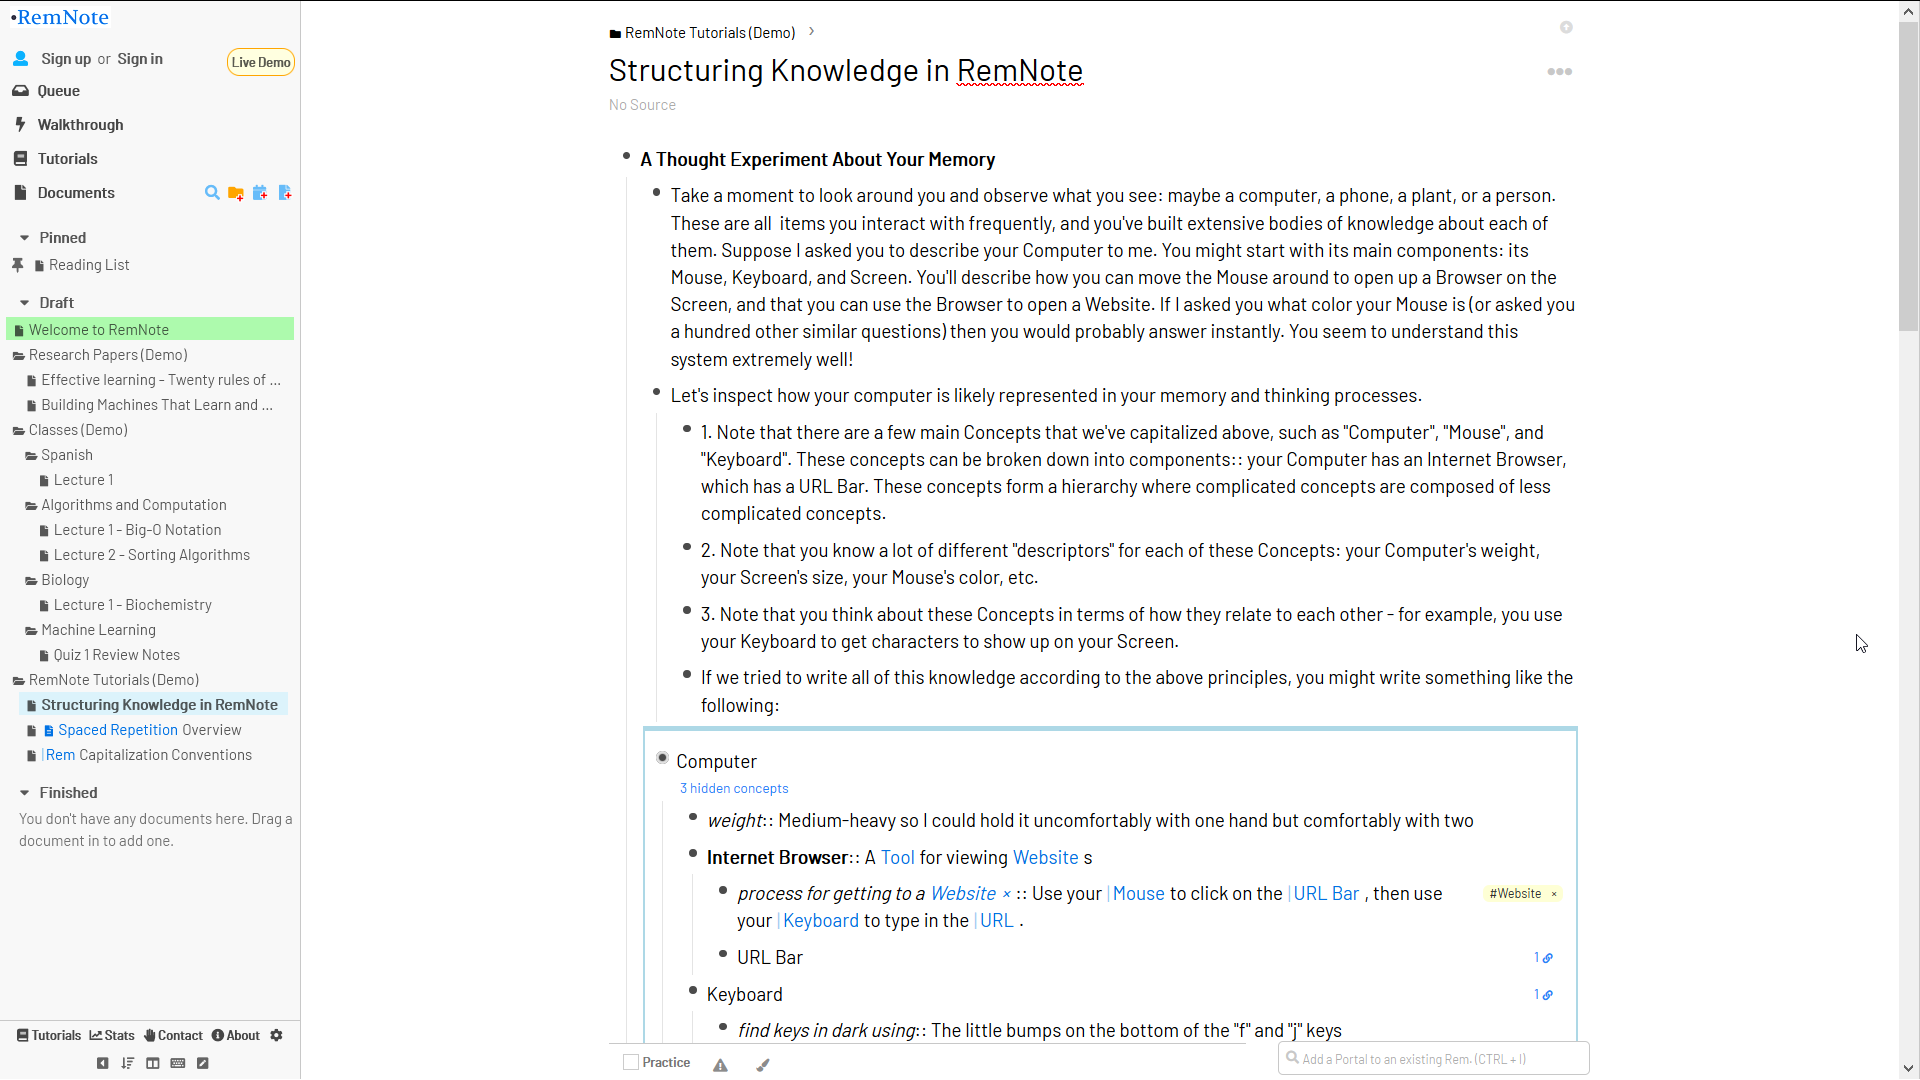 RemNote
Sign up or Sign in
Live Demo
Queue
Walkthrough
Tutorials
Documents
Pinned
Reading List
Draft
Welcome to RemNote
Research Papers (Demo)
Effective learning - Twenty rules of ...
Building Machines That Learn and ...
Classes (Demo)
Spanish
Lecture 1
Algorithms and Computation
Lecture 1 - Big-O Notation
Lecture 2 - Sorting Algorithms
Biology
Lecture 1 - Biochemistry
Machine Learning
Quiz 1 Review Notes
RemNote Tutorials (Demo)
Structuring Knowledge in RemNote
Spaced Repetition Overview
Rem Capitalization Conventions
Finished
You don't have any documents here. Drag a
document in to add one.
Tutorials Stats Contact About
RemNote Tutorials (Demo)
Structuring Knowledge in RemNote
No Source
A Thought Experiment About Your Memory
Take a moment to look around you and observe what you see: maybe a computer, a phone, a plant, or a person.
These are all items you interact with frequently, and you've built extensive bodies of knowledge about each of
them. Suppose I asked you to describe your Computer to me. You might start with its main components: its
Mouse, Keyboard, and Screen. You'll describe how you can move the Mouse around to open up a Browser on the
Screen, and that you can use the Browser to open a Website. If I asked you what color your Mouse is (or asked you
a hundred other similar questions) then you would probably answer instantly. You seem to understand this
system extremely well!
Let's inspect how your computer is likely represented in your memory and thinking processes.
1. Note that there are a few main Concepts that we've capitalized above, such as "Computer", "Mouse", and
"Keyboard". These concepts can be broken down into components:: your Computer has an Internet Browser,
which has a URL Bar. These concepts form a hierarchy where complicated concepts are composed of less
complicated concepts.
2. Note that you know a lot of different "descriptors" for each of these Concepts: your Computer's weight,
your Screen's size, your Mouse's color, etc.
3. Note that you think about these Concepts in terms of how they relate to each other - for example, you use
your Keyboard to get characters to show up on your Screen.
If we tried to write all of this knowledge according to the above principles, you might write something like the
following:
Computer
3 hidden concepts
weight:: Medium-heavy so I could hold it uncomfortably with one hand but comfortably with two
Internet Browser:: A Tool for viewing Website s
process for getting to a Website × :: Use your Mouse to click on the URL Bar , then use #Website ×
your Keyboard to type in the URL .
URL Bar 1
Keyboard 1
find keys in dark using:: The little bumps on the bottom of the "f" and "j" keys
Practice
Add a Portal to an existing Rem. (CTRL + I)